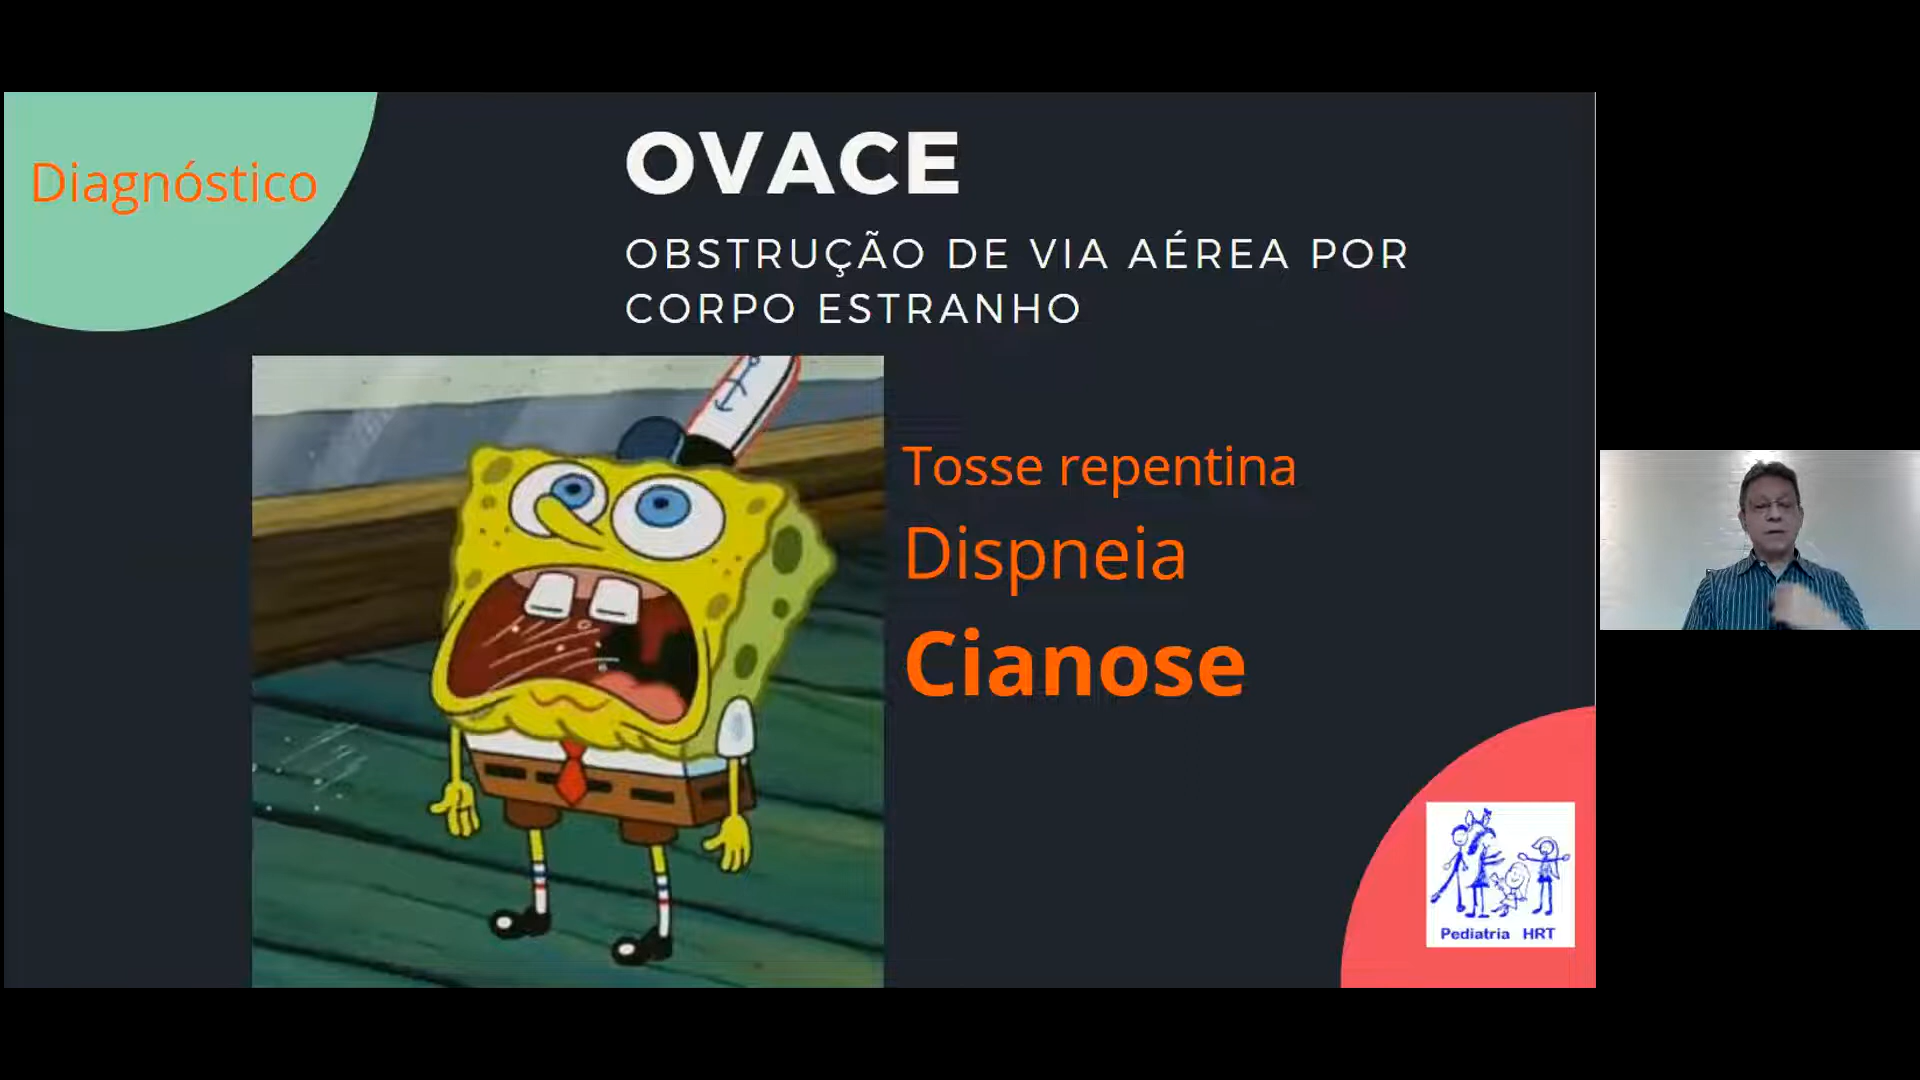 Diagnóstico
OVACE
OBSTRUÇÃO DE VIA AÉREA POR
CORPO ESTRANHO
Tosse repentina
Dispneia
Cianose
Pediatria HRT